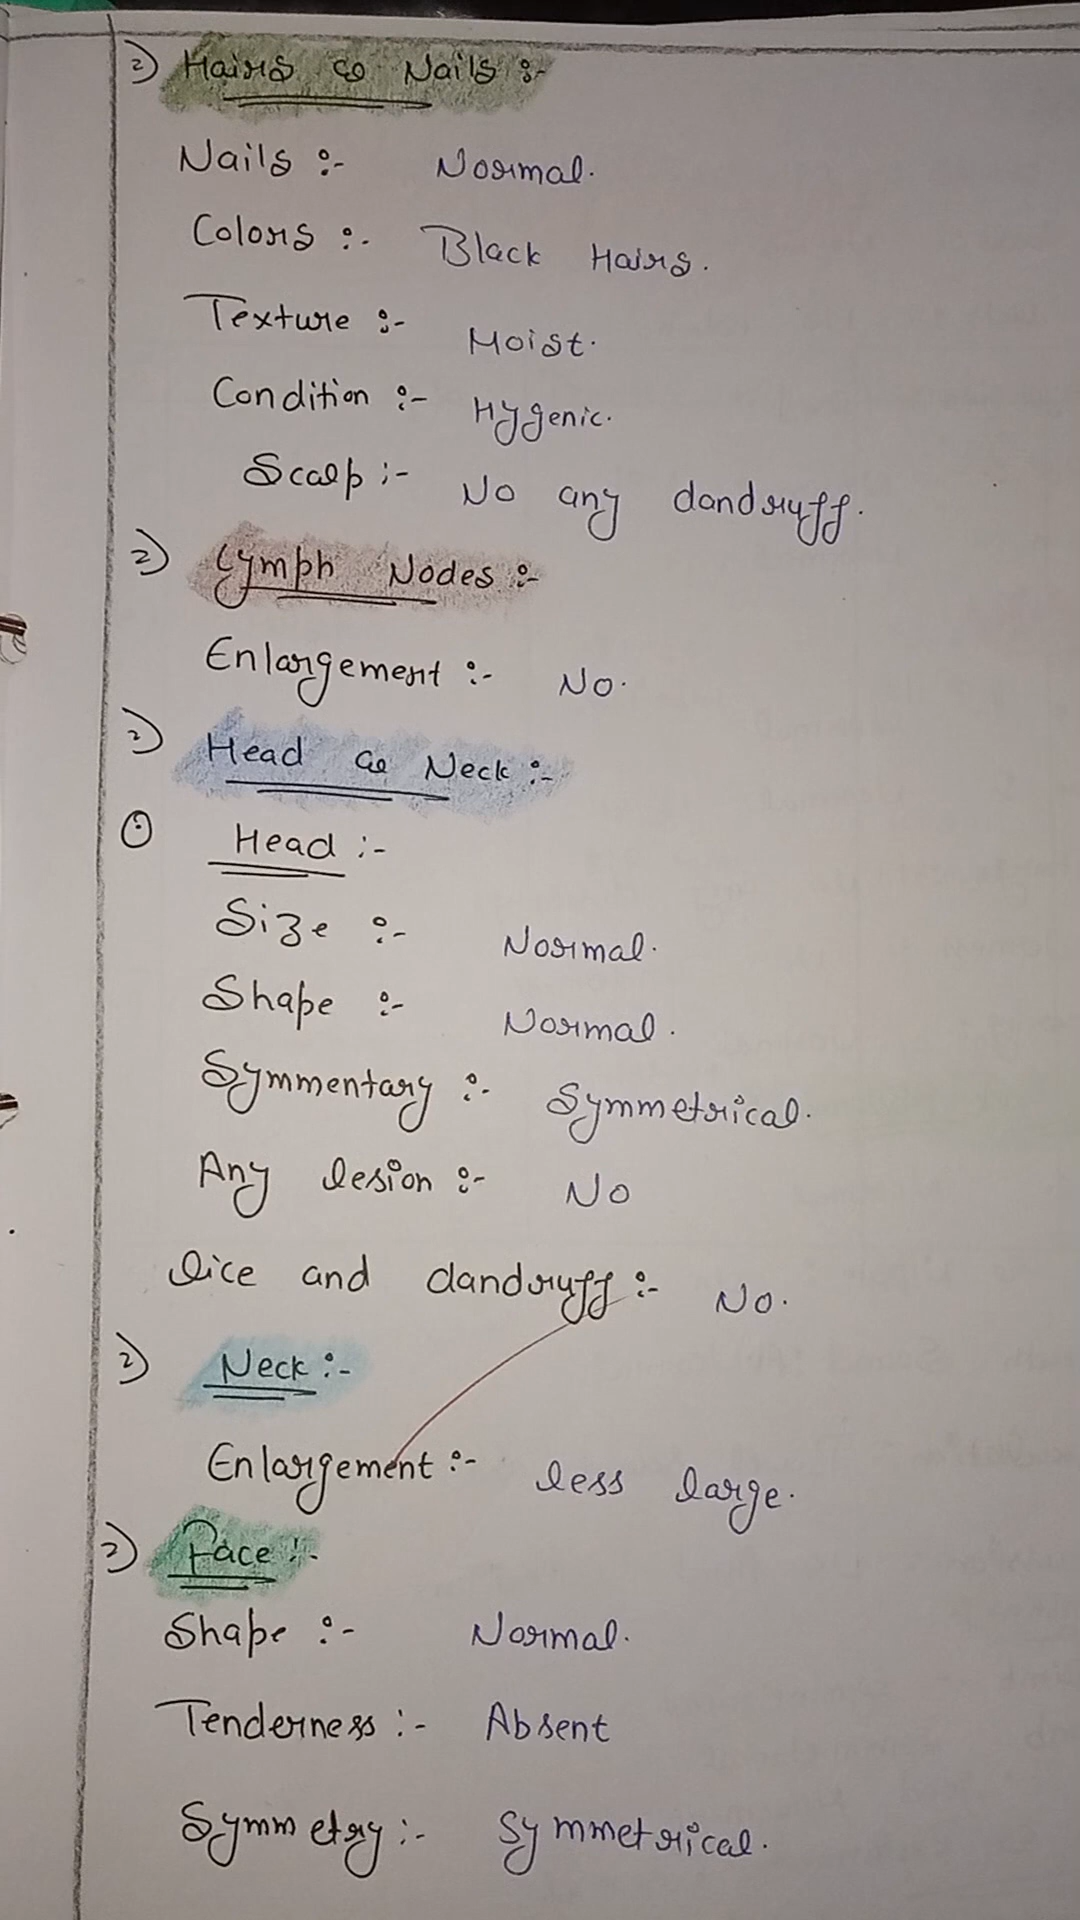 2) Hairs & Nails :-
Nails :- Normal.
Colors :- Black Hairs.
Texture :- Moist.
Condition :- Hygenic.
Scalp :- No any dandruff.
2) Lymph Nodes :-
Enlargement :- No.
2) Head & Neck :-
Head :-
Size :- Normal.
Shape :- Normal.
Symmentary :- Symmetrical.
Any lesion :- No
lice and dandruff :- No.
2) Neck :-
Enlargement :- less large.
2) Face :-
Shape :- Normal.
Tenderness :- Absent
Symmetry :- Symmetrical.